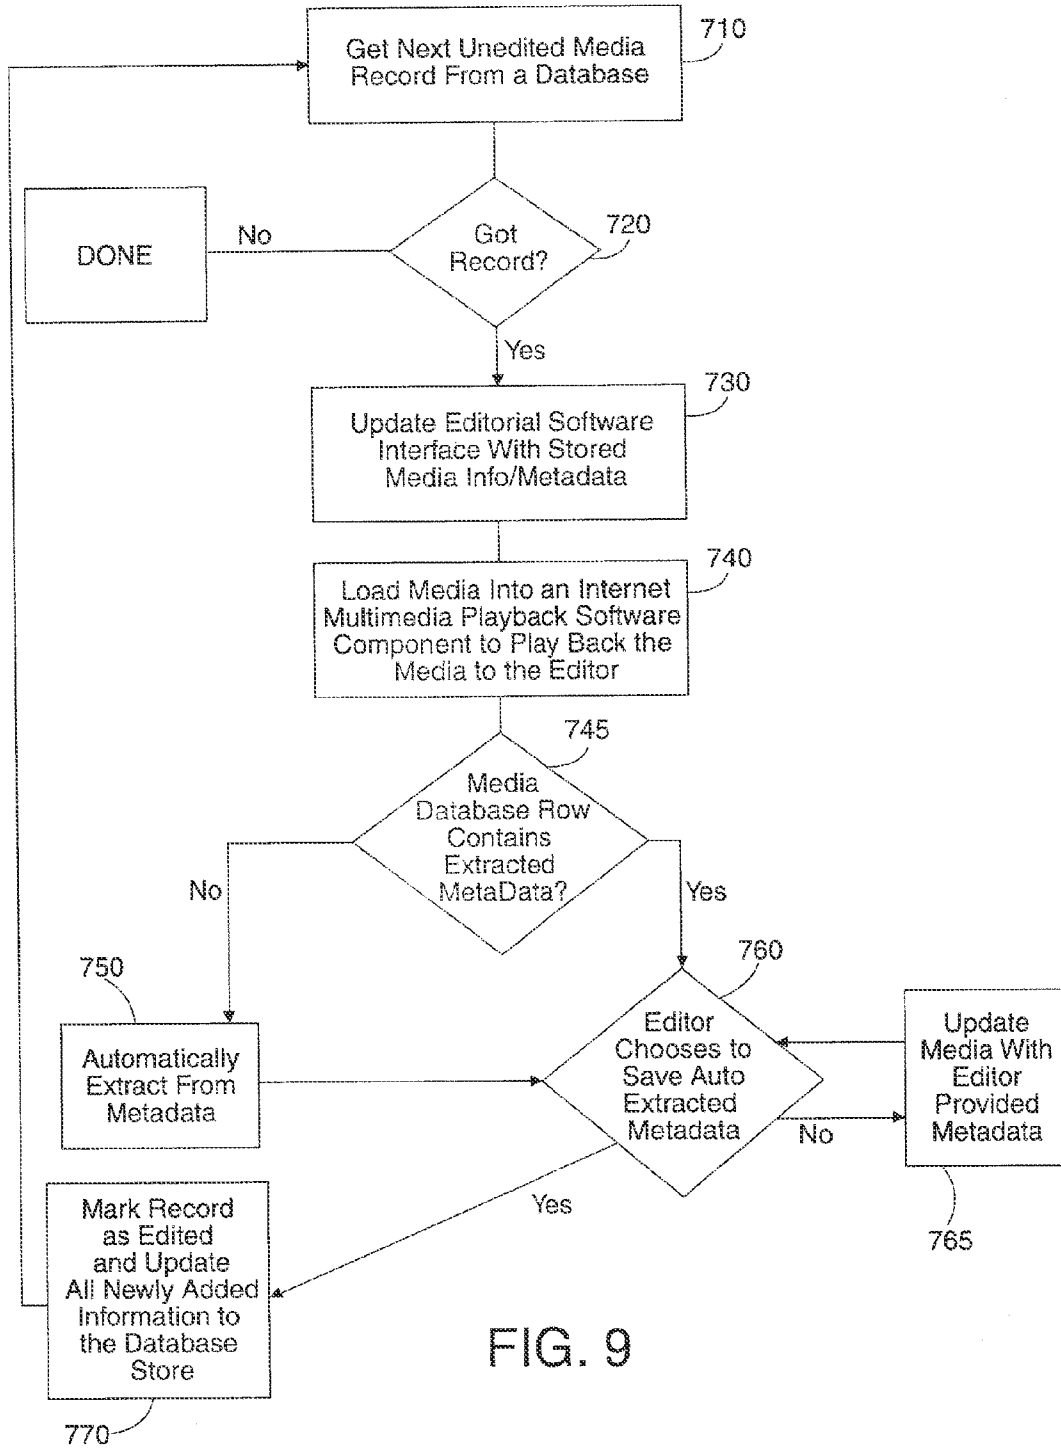 710
Get Next Unedited Media
Record From a Database
720
Got
Record?
No
DONE
Yes
730
Update Editorial Software
Interface With Stored
Media Info/Metadata
740
Load Media Into an Internet
Multimedia Playback Software
Component to Play Back the
Media to the Editor
745
Media
Database Row
Contains
Extracted
MetaData?
No
Yes
750
Automatically
Extract From
Metadata
760
Editor
Chooses to
Save Auto
Extracted
Metadata
No
Update
Media With
Editor
Provided
Metadata
765
Yes
Mark Record
as Edited
and Update
All Newly Added
Information to
the Database
Store
770
FIG. 9